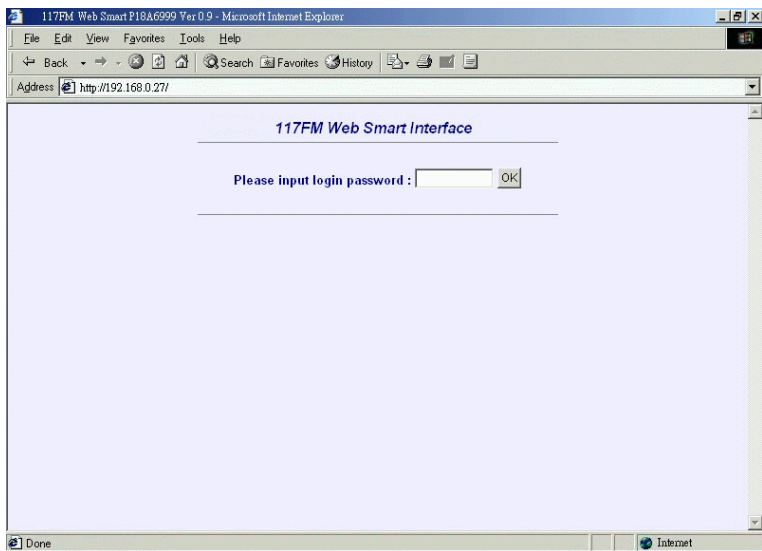 117FM Web Smart P18A6999 Ver 0.9 - Microsoft Internet Explorer
File Edit View Favorites Tools Help
Back Search Favorites History
Address http://192.168.0.27/
117FM Web Smart Interface
Please input login password : OK
Done Internet